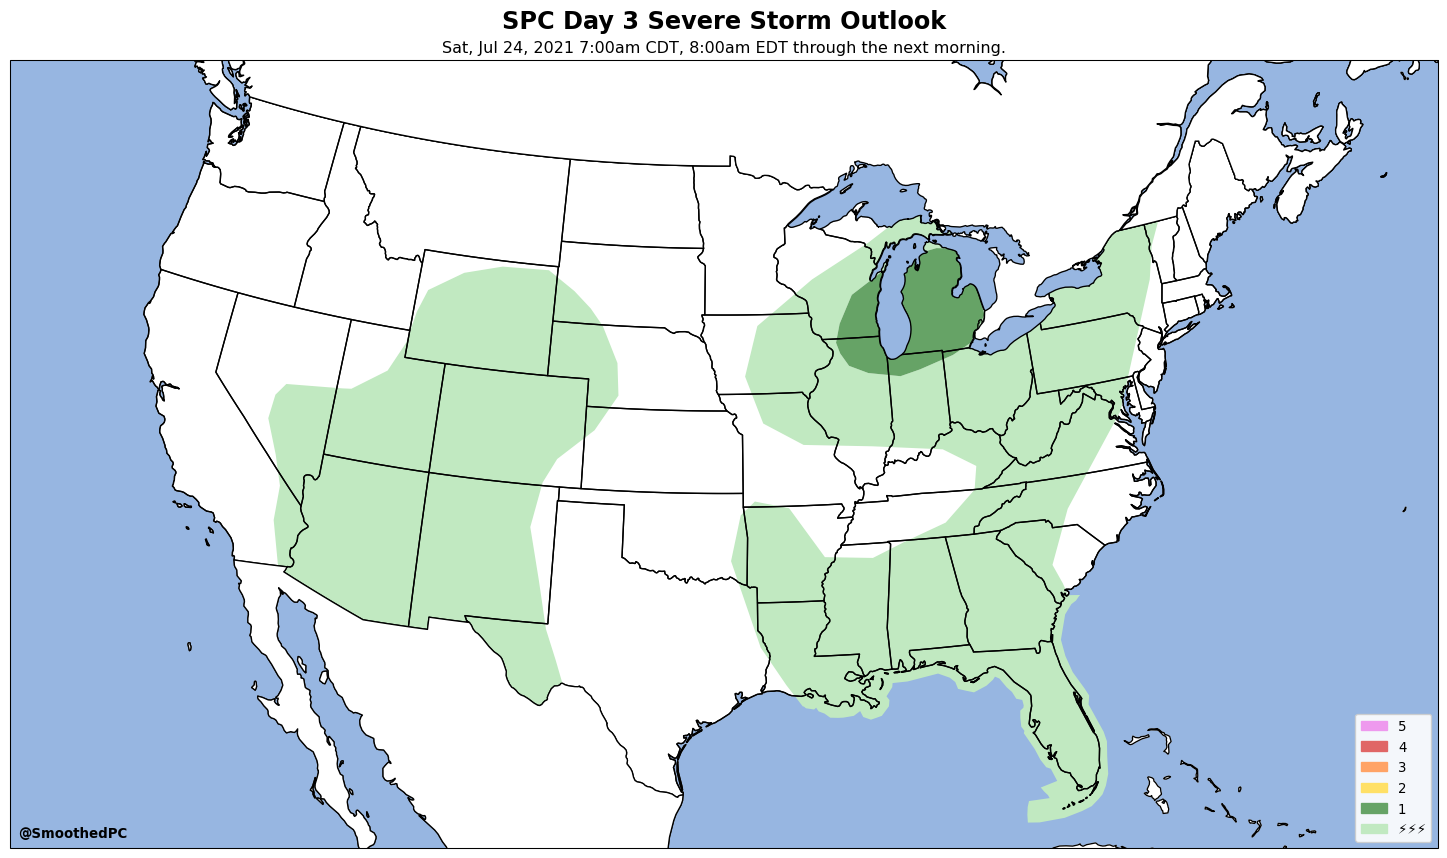 SPC Day 3 Severe Storm Outlook
Sat, Jul 24, 2021 7:00am CDT, 8:00am EDT through the next morning.
5
4
3
2
1
⚡⚡⚡
@SmoothedPC